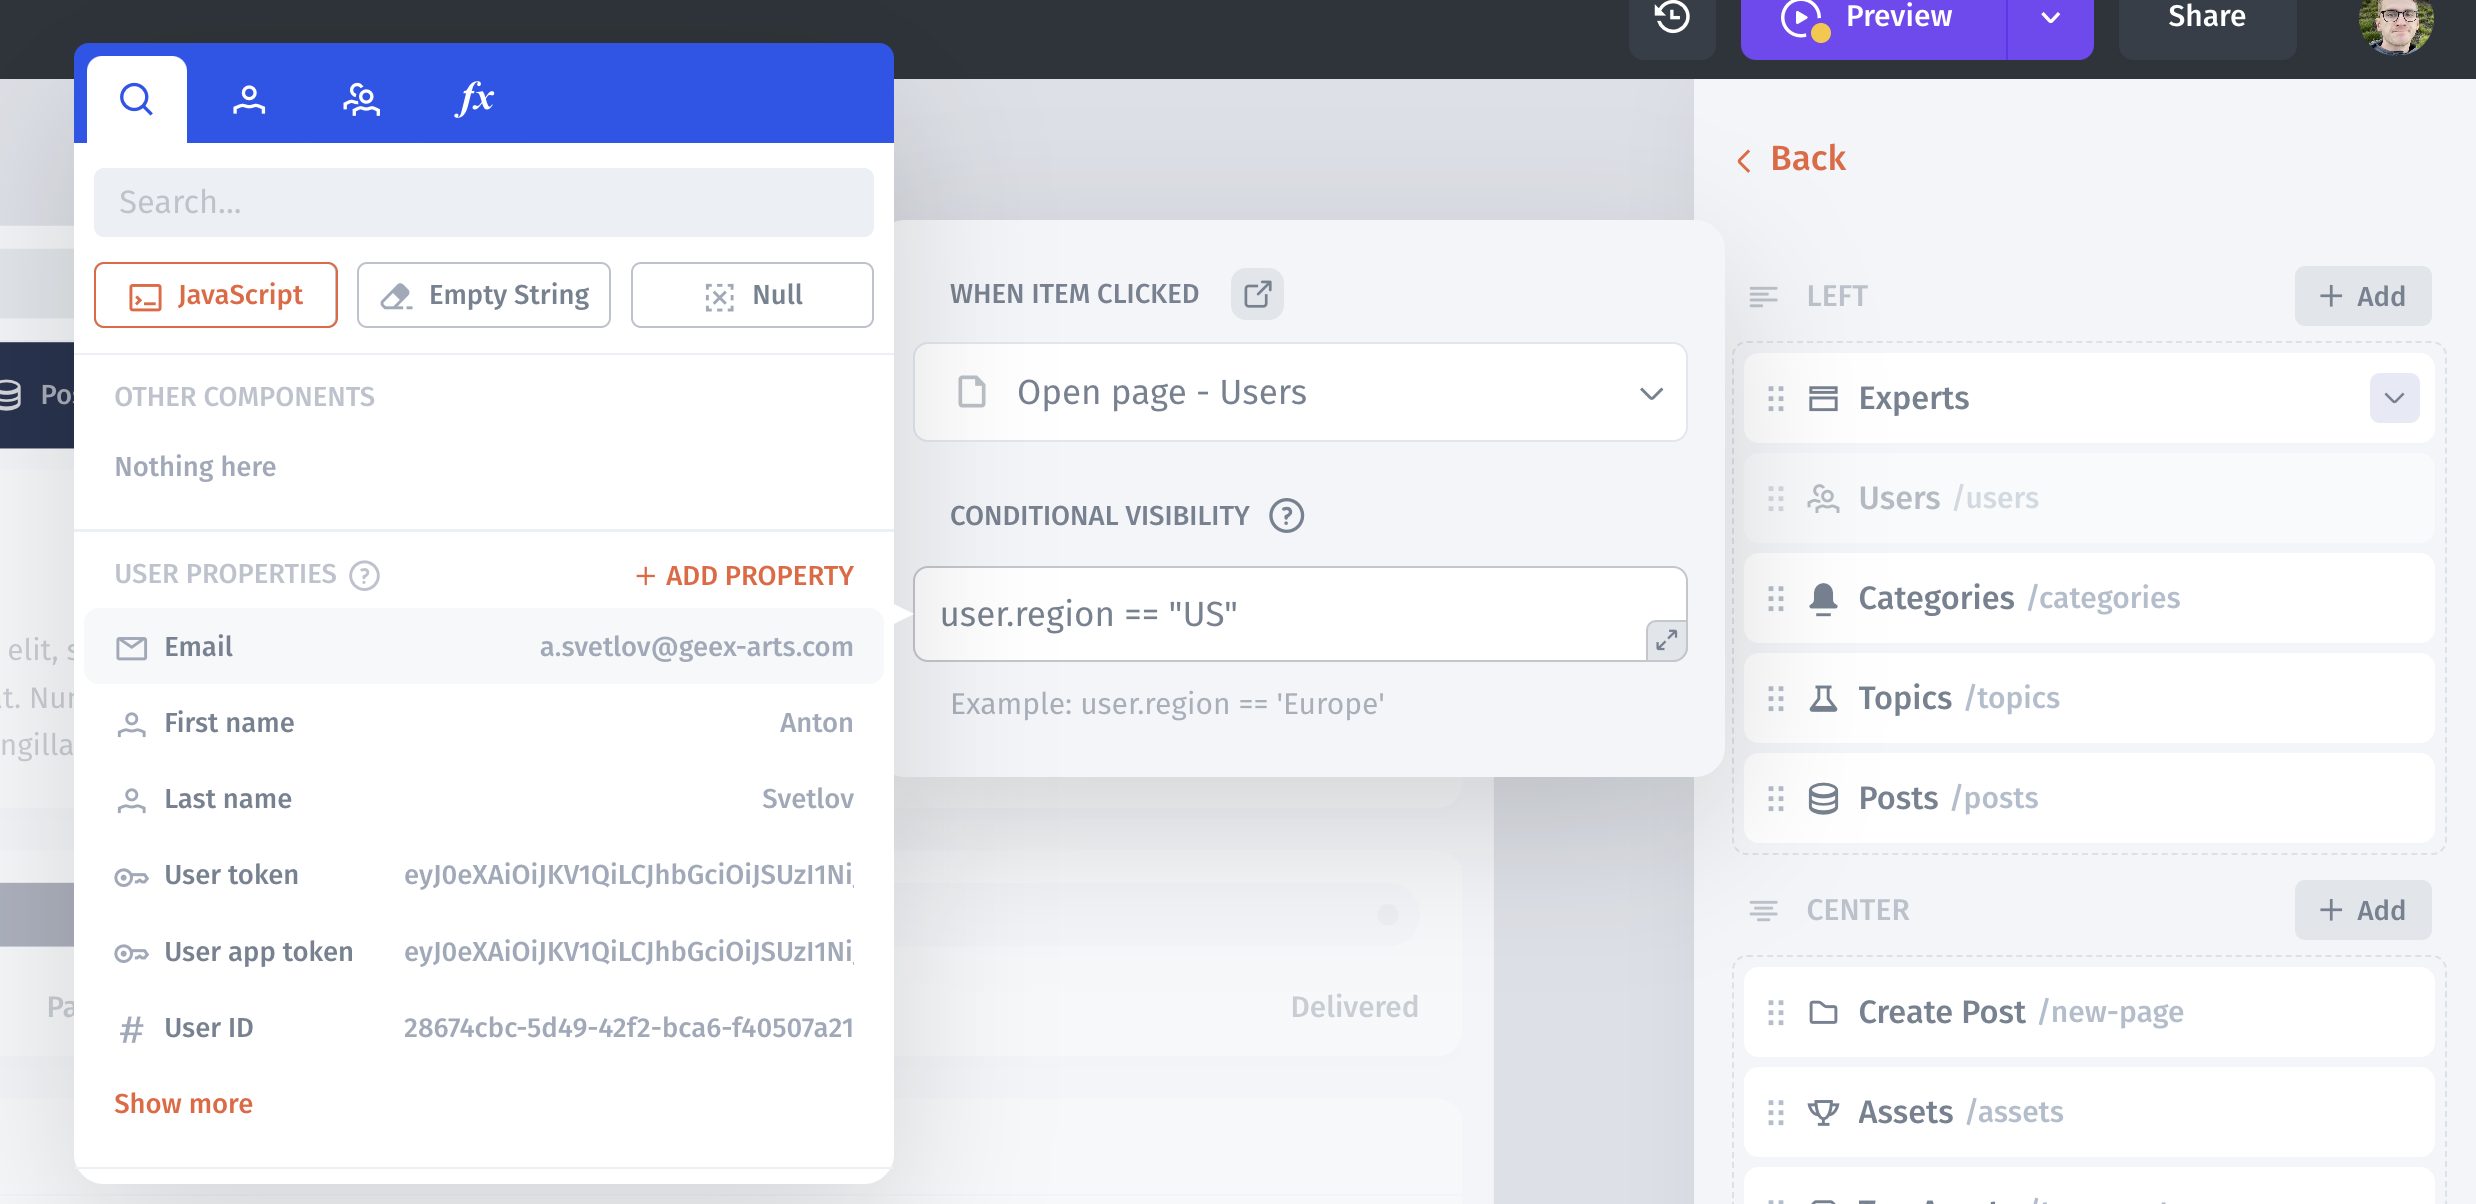 Preview
Share
fx
Search...
JavaScript
Empty String
Null
OTHER COMPONENTS
Nothing here
USER PROPERTIES ?
+ ADD PROPERTY
Email a.svetlov@geex-arts.com
First name Anton
Last name Svetlov
User token eyJ0eXAiOiJKV1QiLCJhbGciOiJSUzI1Ni
User app token eyJ0eXAiOiJKV1QiLCJhbGciOiJSUzI1Ni
# User ID 28674cbc-5d49-42f2-bca6-f40507a21
Show more
elit,
ngilla
Delivered
WHEN ITEM CLICKED
Open page - Users
CONDITIONAL VISIBILITY ?
user.region == "US"
Example: user.region == 'Europe'
Back
LEFT
+ Add
Experts
Users /users
Categories /categories
Topics /topics
Posts /posts
CENTER
+ Add
Create Post /new-page
Assets /assets